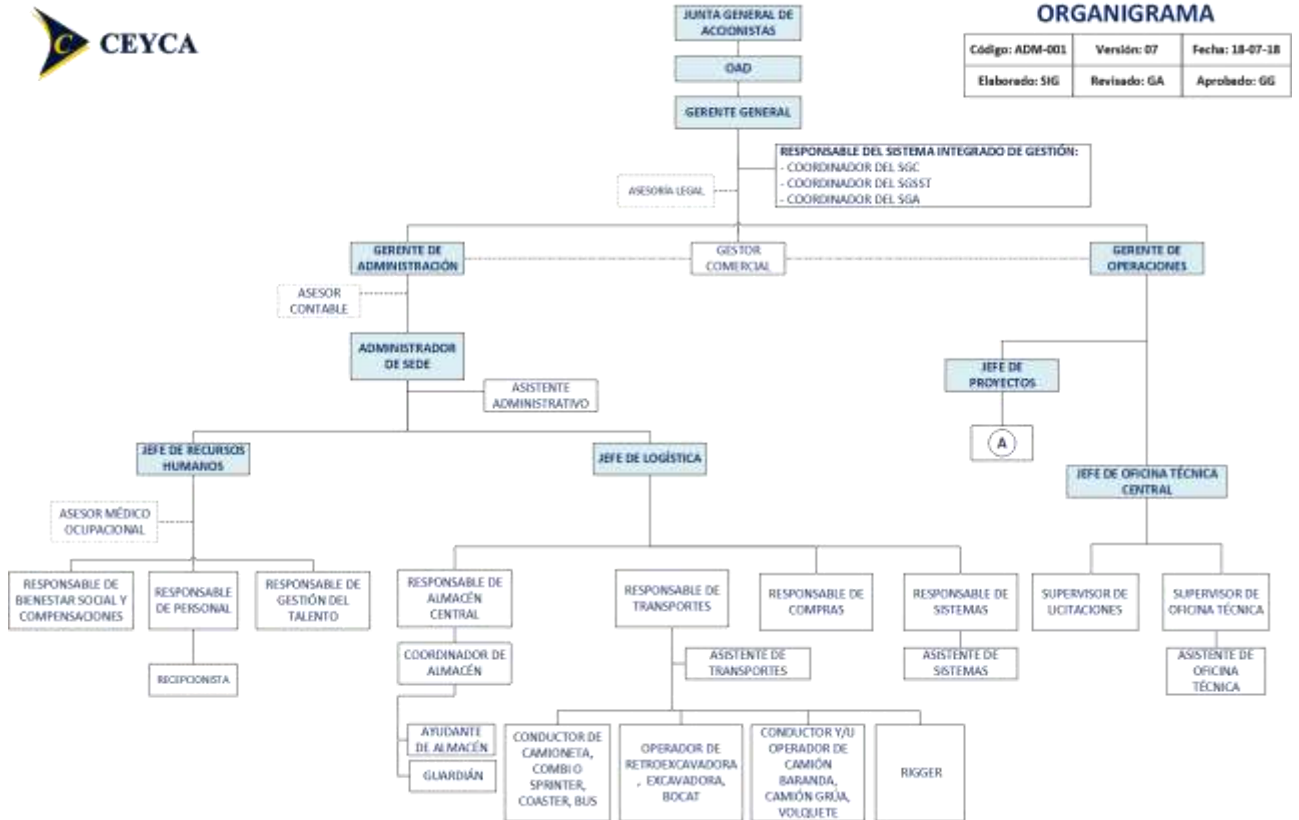 CEYCA
ORGANIGRAMA
Código: ADM-001
Versión: 07
Fecha: 18-07-18
Elaborado: SIG
Revisado: GA
Aprobado: GG
JUNTA GENERAL DE
ACCIONISTAS
OAD
GERENTE GENERAL
RESPONSABLE DEL SISTEMA INTEGRADO DE GESTIÓN:
- COORDINADOR DEL SGC
- COORDINADOR DEL SGSST
- COORDINADOR DEL SGA
ASESORÍA LEGAL
GERENTE DE
ADMINISTRACIÓN
GESTOR
COMERCIAL
GERENTE DE
OPERACIONES
ASESOR
CONTABLE
ADMINISTRADOR
DE SEDE
ASISTENTE
ADMINISTRATIVO
JEFE DE
PROYECTOS
A
JEFE DE RECURSOS
HUMANOS
JEFE DE LOGÍSTICA
JEFE DE OFICINA TÉCNICA
CENTRAL
ASESOR MÉDICO
OCUPACIONAL
RESPONSABLE DE
BIENESTAR SOCIAL Y
COMPENSACIONES
RESPONSABLE
DE PERSONAL
RESPONSABLE DE
GESTIÓN DEL
TALENTO
RESPONSABLE DE
ALMACÉN
CENTRAL
RESPONSABLE DE
TRANSPORTES
RESPONSABLE DE
COMPRAS
RESPONSABLE DE
SISTEMAS
SUPERVISOR DE
LICITACIONES
SUPERVISOR DE
OFICINA TÉCNICA
RECEPCIONISTA
COORDINADOR DE
ALMACÉN
ASISTENTE DE
TRANSPORTES
ASISTENTE DE
SISTEMAS
ASISTENTE DE
OFICINA
TÉCNICA
AYUDANTE
DE ALMACÉN
GUARDIÁN
CONDUCTOR DE
CAMIONETA,
COMBI O
SPRINTER,
COASTER, BUS
OPERADOR DE
RETROEXCAVADORA
, EXCAVADORA,
BOCAT
CONDUCTOR Y/U
OPERADOR DE
CAMIÓN
BARANDA,
CAMIÓN GRÚA,
VOLQUETE
RIGGER